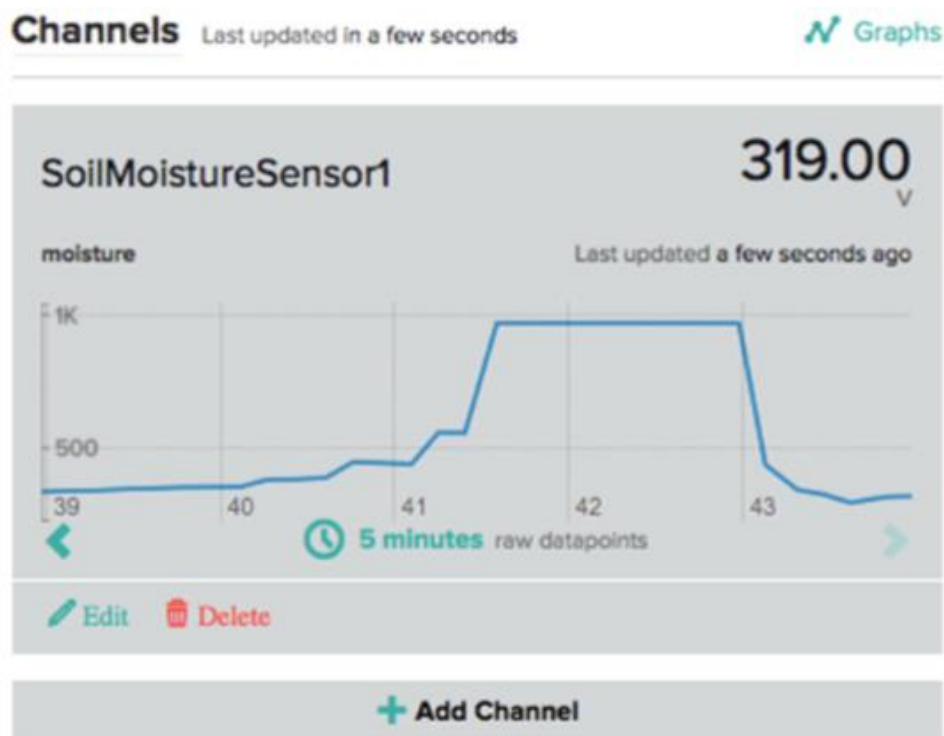 Channels Last updated in a few seconds Graphs
SoilMoistureSensor1 319.00
V
moisture Last updated a few seconds ago
1K
500
39 40 41 42 43
5 minutes raw datapoints
Edit Delete
Add Channel